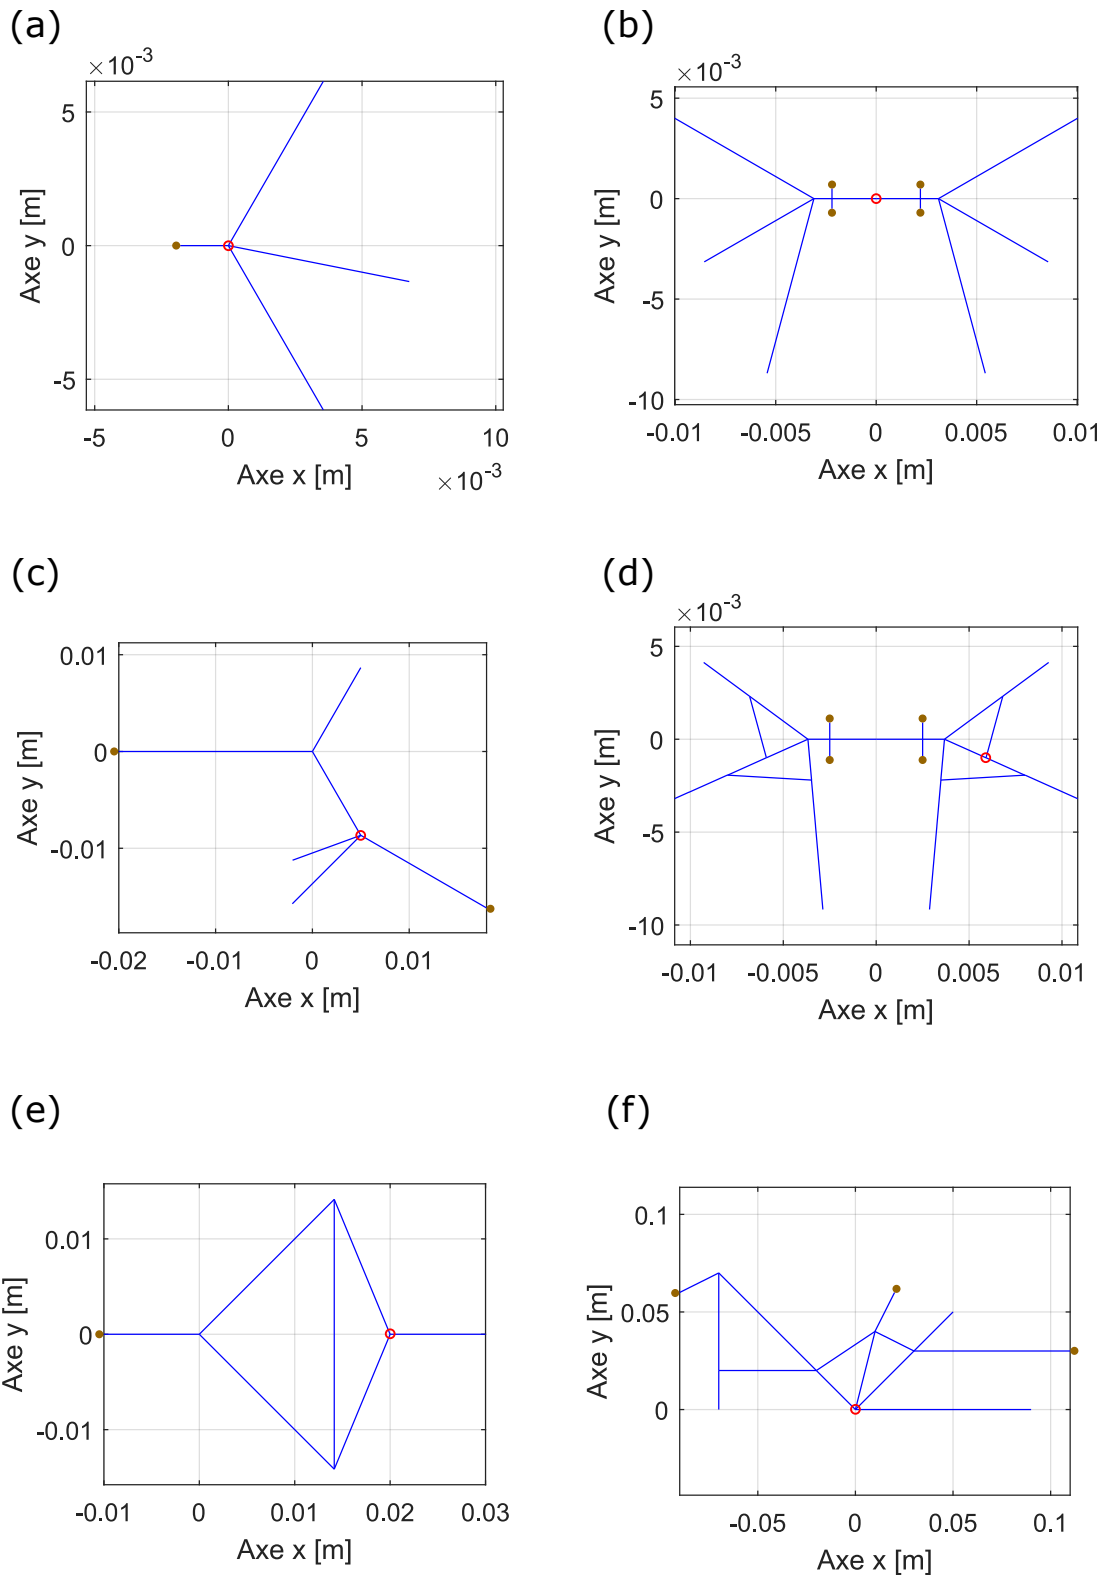 (a)
×10-3
5
0
-5
Axe y [m]
-5 0 5 10
Axe x [m]
×10-3
(b)
×10-3
5
0
-5
-10
Axe y [m]
-0.01 -0.005 0 0.005 0.01
Axe x [m]
(c)
0.01
0
-0.01
Axe y [m]
-0.02 -0.01 0 0.01
Axe x [m]
(d)
×10-3
5
0
-5
-10
Axe y [m]
-0.01 -0.005 0 0.005 0.01
Axe x [m]
(e)
0.01
0
-0.01
Axe y [m]
-0.01 0 0.01 0.02 0.03
Axe x [m]
(f)
0.1
0.05
0
Axe y [m]
-0.05 0 0.05 0.1
Axe x [m]